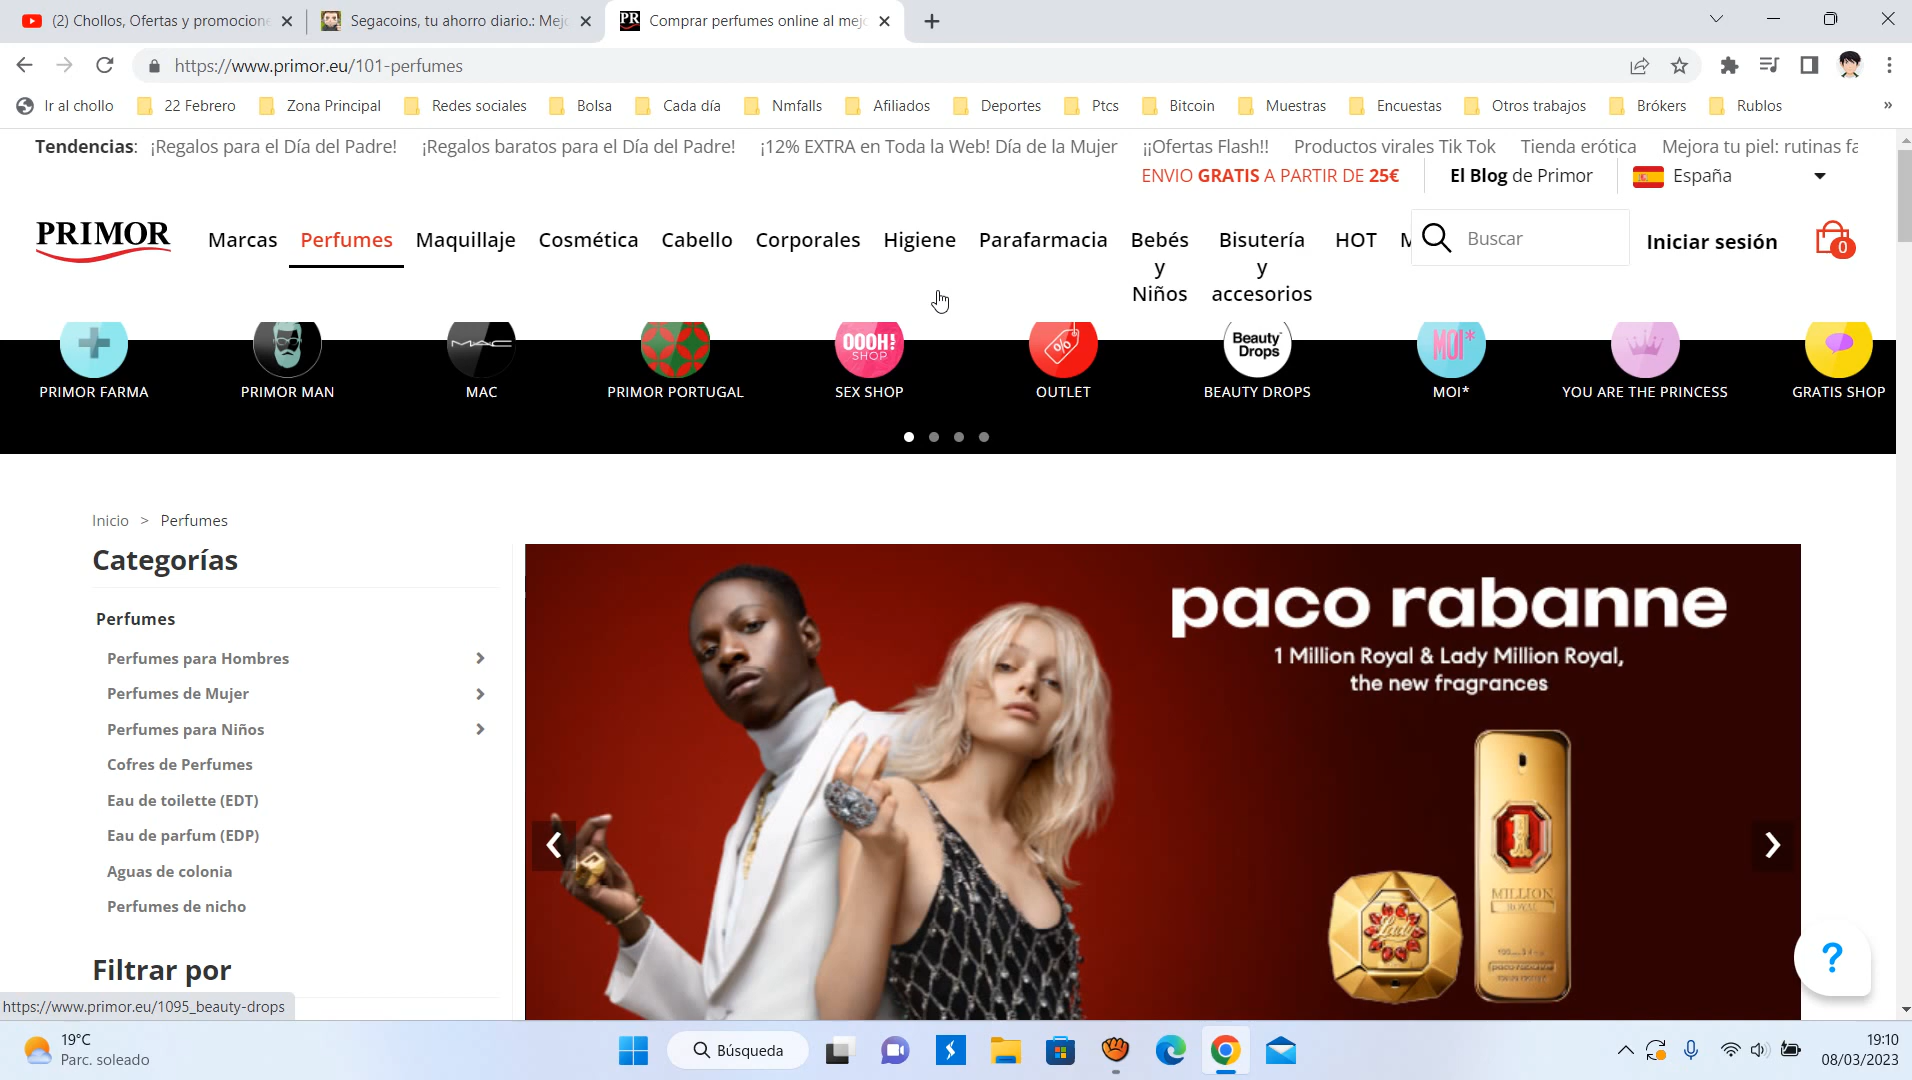 (2) Chollos, Ofertas y promocione
Segacoins, tu ahorro diario.: Mejo
Comprar perfumes online al mejo
https://www.primor.eu/101-perfumes
Ir al chollo 22 Febrero Zona Principal Redes sociales Bolsa Cada día Nmfalls Afiliados Deportes Ptcs Bitcoin Muestras Encuestas Otros trabajos Brókers Rublos »
Tendencias: ¡Regalos para el Día del Padre! ¡Regalos baratos para el Día del Padre! ¡12% EXTRA en Toda la Web! Día de la Mujer ¡¡Ofertas Flash!! Productos virales Tik Tok Tienda erótica Mejora tu piel: rutinas fa
ENVIO GRATIS A PARTIR DE 25€ El Blog de Primor España
PRIMOR Marcas Perfumes Maquillaje Cosmética Cabello Corporales Higiene Parafarmacia Bebés y Niños Bisutería y accesorios HOT M Buscar Iniciar sesión 0
MAC OOOH! SHOP % Beauty Drops MOI*
PRIMOR FARMA PRIMOR MAN MAC PRIMOR PORTUGAL SEX SHOP OUTLET BEAUTY DROPS MOI* YOU ARE THE PRINCESS GRATIS SHOP
Inicio > Perfumes
Categorías
Perfumes
Perfumes para Hombres
Perfumes de Mujer
Perfumes para Niños
Cofres de Perfumes
Eau de toilette (EDT)
Eau de parfum (EDP)
Aguas de colonia
Perfumes de nicho
Filtrar por
paco rabanne
1 Million Royal & Lady Million Royal,
the new fragrances
1
MILLION
ROYAL
Lady
paco rabanne
?
https://www.primor.eu/1095_beauty-drops
19°C
Parc. soleado
Búsqueda
19:10
08/03/2023